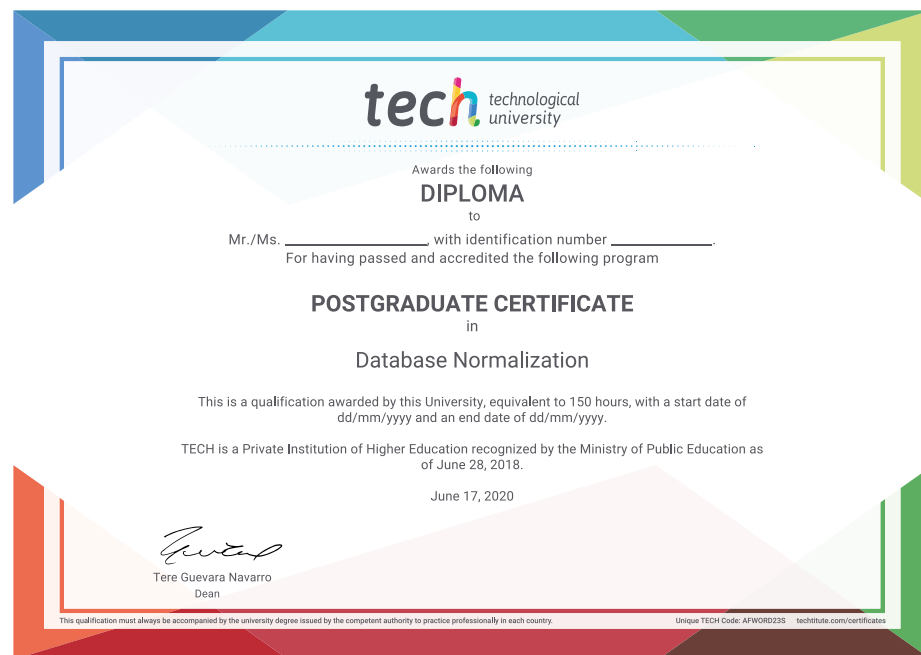 tech technological
university
Awards the following
DIPLOMA
to
Mr./Ms. ____________________, with identification number ______________.
For having passed and accredited the following program
POSTGRADUATE CERTIFICATE
in
Database Normalization
This is a qualification awarded by this University, equivalent to 150 hours, with a start date of
dd/mm/yyyy and an end date of dd/mm/yyyy.
TECH is a Private Institution of Higher Education recognized by the Ministry of Public Education as
of June 28, 2018.
June 17, 2020
Tere Guevara Navarro
Dean
This qualification must always be accompanied by the university degree issued by the competent authority to practice professionally in each country.
Unique TECH Code: AFWORD23S techtitute.com/certificates